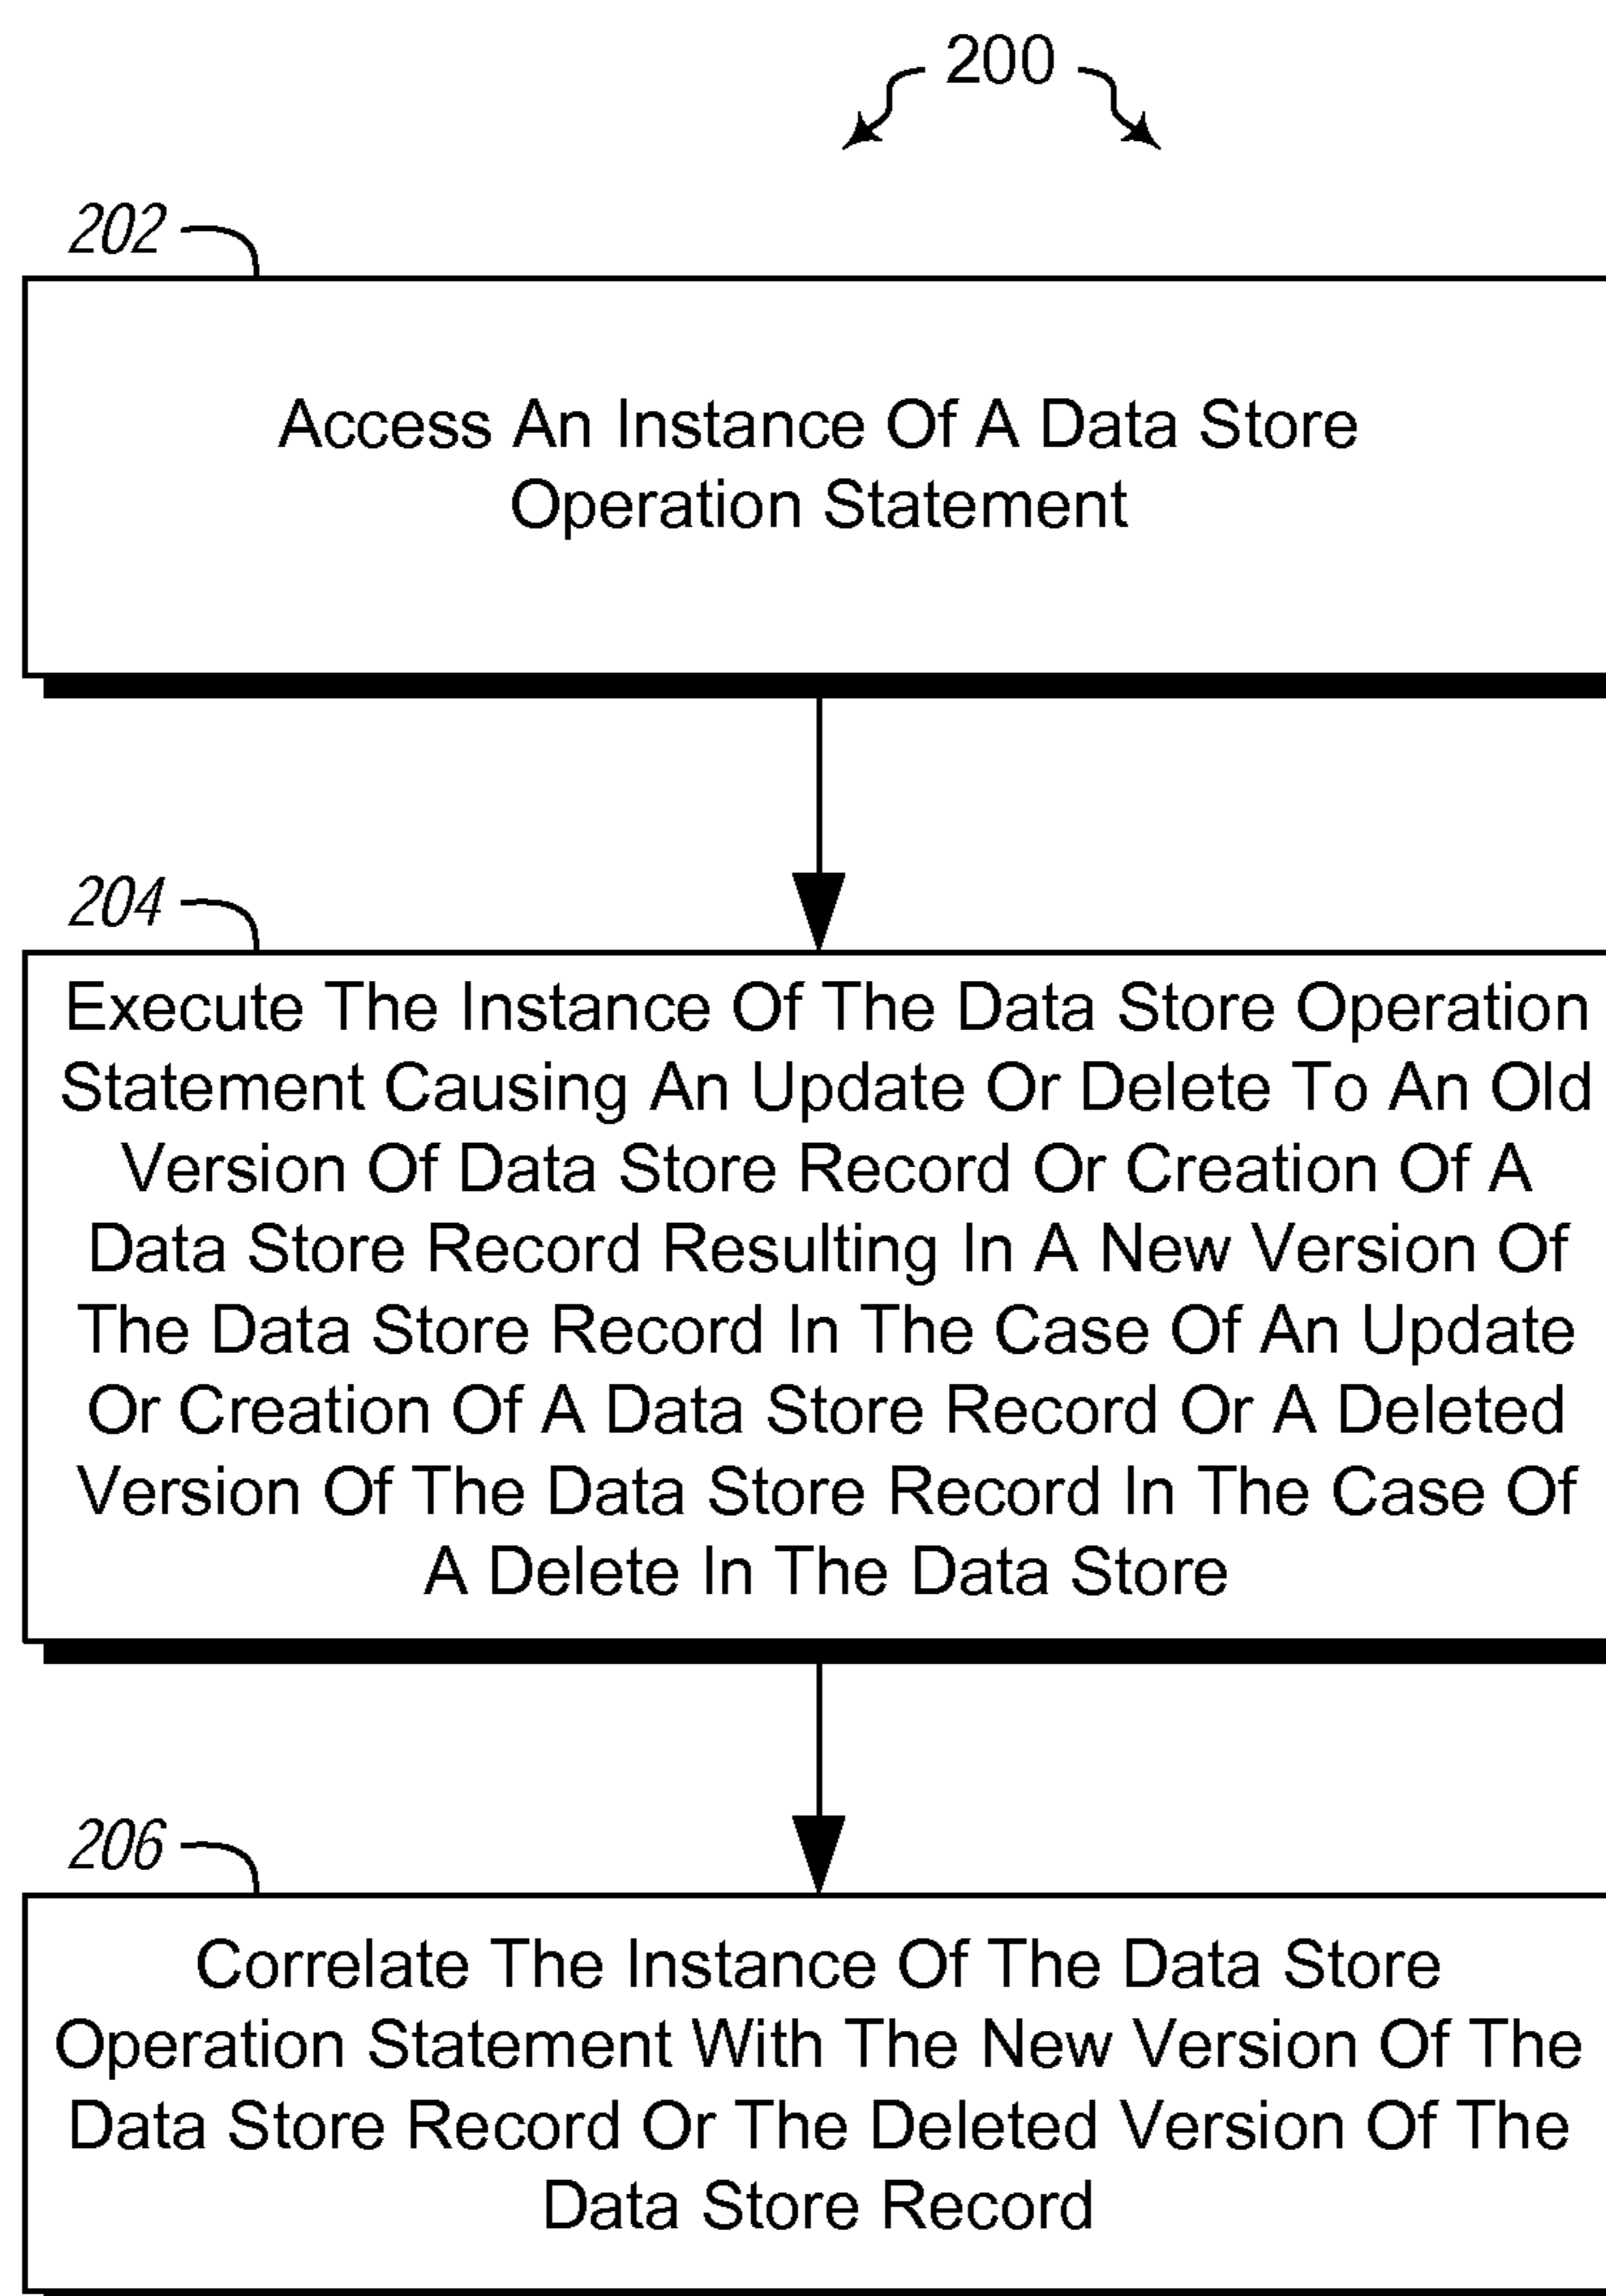 200
202
Access An Instance Of A Data Store
Operation Statement
204
Execute The Instance Of The Data Store Operation
Statement Causing An Update Or Delete To An Old
Version Of Data Store Record Or Creation Of A
Data Store Record Resulting In A New Version Of
The Data Store Record In The Case Of An Update
Or Creation Of A Data Store Record Or A Deleted
Version Of The Data Store Record In The Case Of
A Delete In The Data Store
206
Correlate The Instance Of The Data Store
Operation Statement With The New Version Of The
Data Store Record Or The Deleted Version Of The
Data Store Record